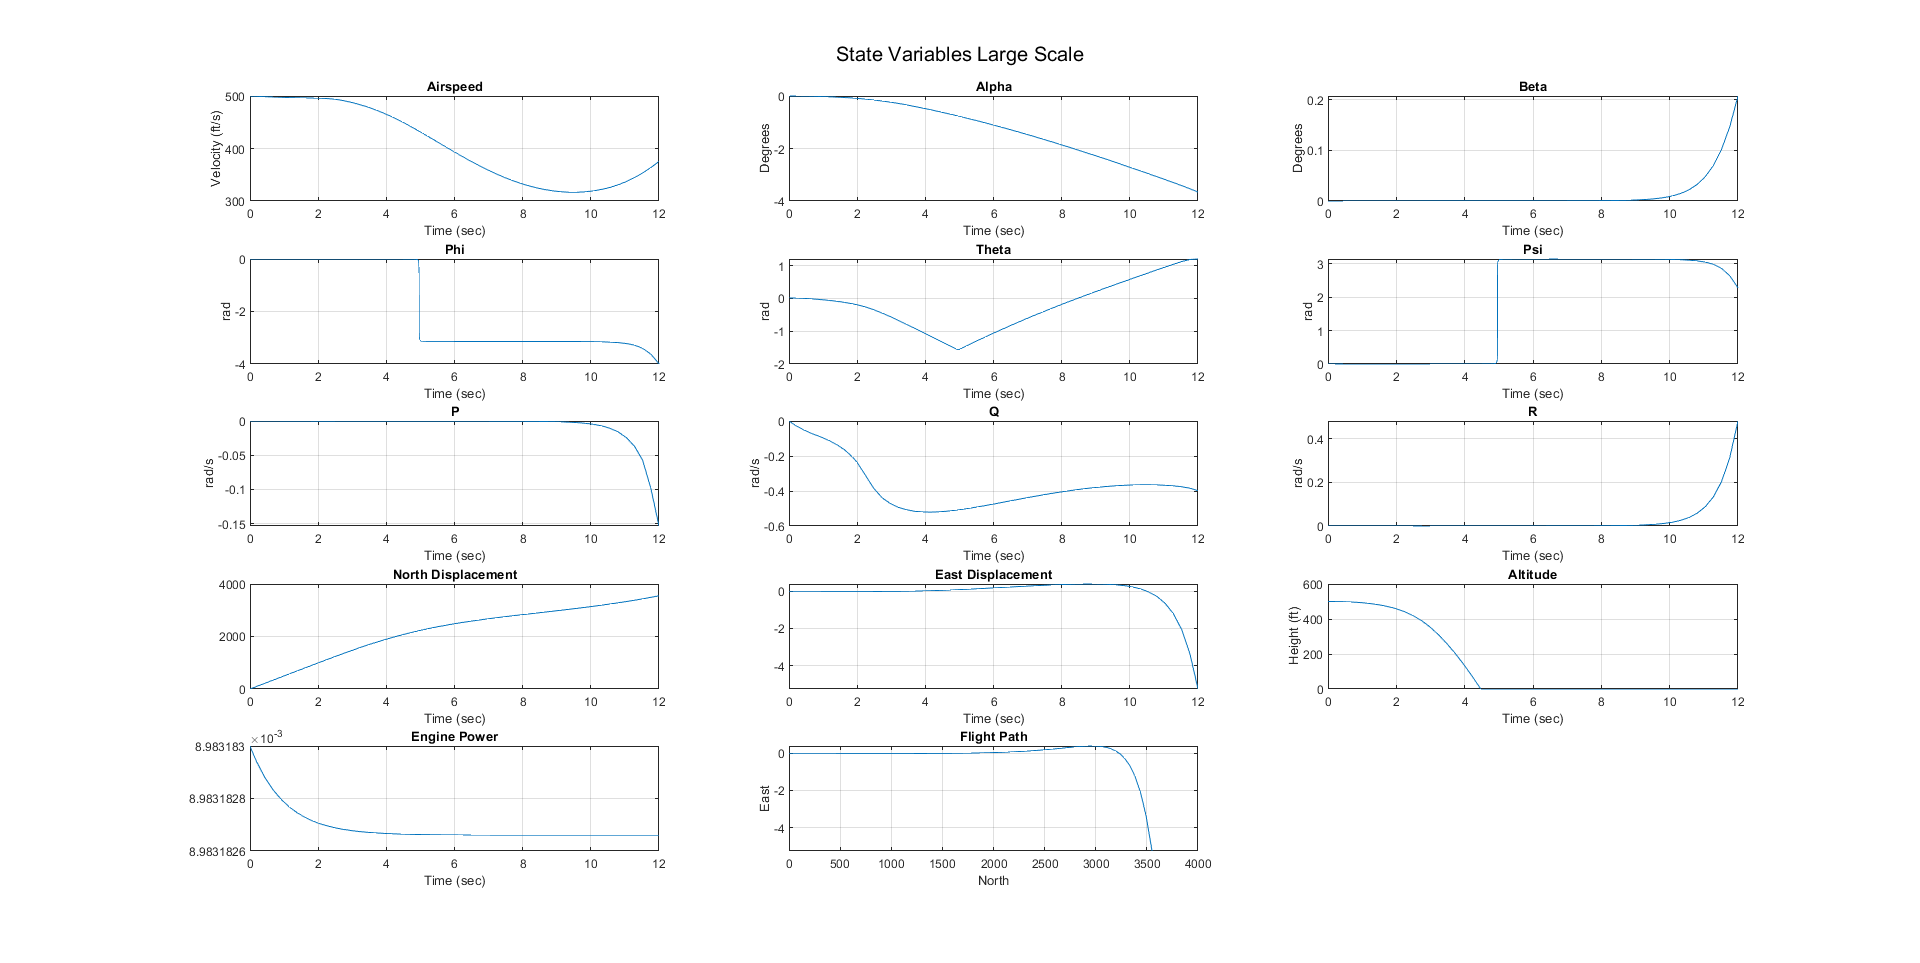 State Variables Large Scale
Airspeed
500
400
300
Velocity (ft/s)
0 2 4 6 8 10 12
Time (sec)
Alpha
0
-2
-4
Degrees
0 2 4 6 8 10 12
Time (sec)
Beta
0.2
0.1
0
Degrees
0 2 4 6 8 10 12
Time (sec)
Phi
0
-2
-4
rad
0 2 4 6 8 10 12
Time (sec)
Theta
1
0
-1
-2
rad
0 2 4 6 8 10 12
Time (sec)
Psi
3
2
1
0
rad
0 2 4 6 8 10 12
Time (sec)
P
0
-0.05
-0.1
-0.15
rad/s
0 2 4 6 8 10 12
Time (sec)
Q
0
-0.2
-0.4
-0.6
rad/s
0 2 4 6 8 10 12
Time (sec)
R
0.4
0.2
0
rad/s
0 2 4 6 8 10 12
Time (sec)
North Displacement
4000
2000
0
0 2 4 6 8 10 12
Time (sec)
East Displacement
0
-2
-4
0 2 4 6 8 10 12
Time (sec)
Altitude
600
400
200
0
Height (ft)
0 2 4 6 8 10 12
Time (sec)
Engine Power
×10⁻³
8.983183
8.9831828
8.9831826
0 2 4 6 8 10 12
Time (sec)
Flight Path
0
-2
-4
East
0 500 1000 1500 2000 2500 3000 3500 4000
North